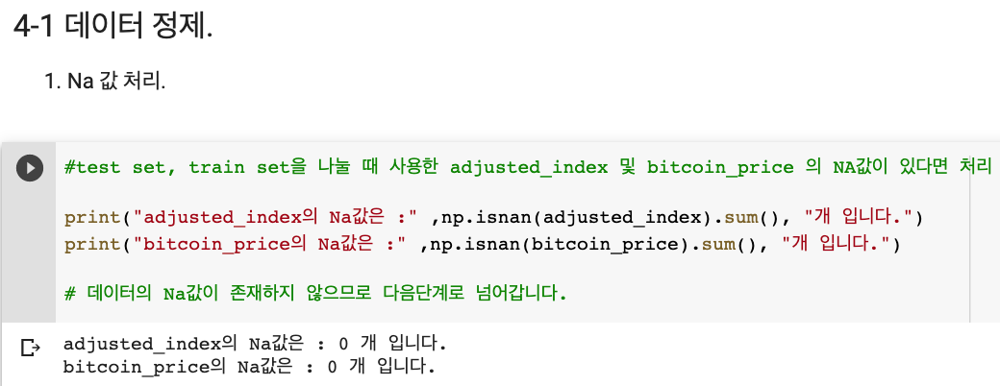 4-1 데이터 정제.
1. Na 값 처리.
#test set, train set을 나눌 때 사용한 adjusted_index 및 bitcoin_price 의 NA값이 있다면 처리
print("adjusted_index의 Na값은 :" ,np.isnan(adjusted_index).sum(), "개 입니다.")
print("bitcoin_price의 Na값은 :" ,np.isnan(bitcoin_price).sum(), "개 입니다.")
# 데이터의 Na값이 존재하지 않으므로 다음단계로 넘어갑니다.
adjusted_index의 Na값은 : 0 개 입니다.
bitcoin_price의 Na값은 : 0 개 입니다.